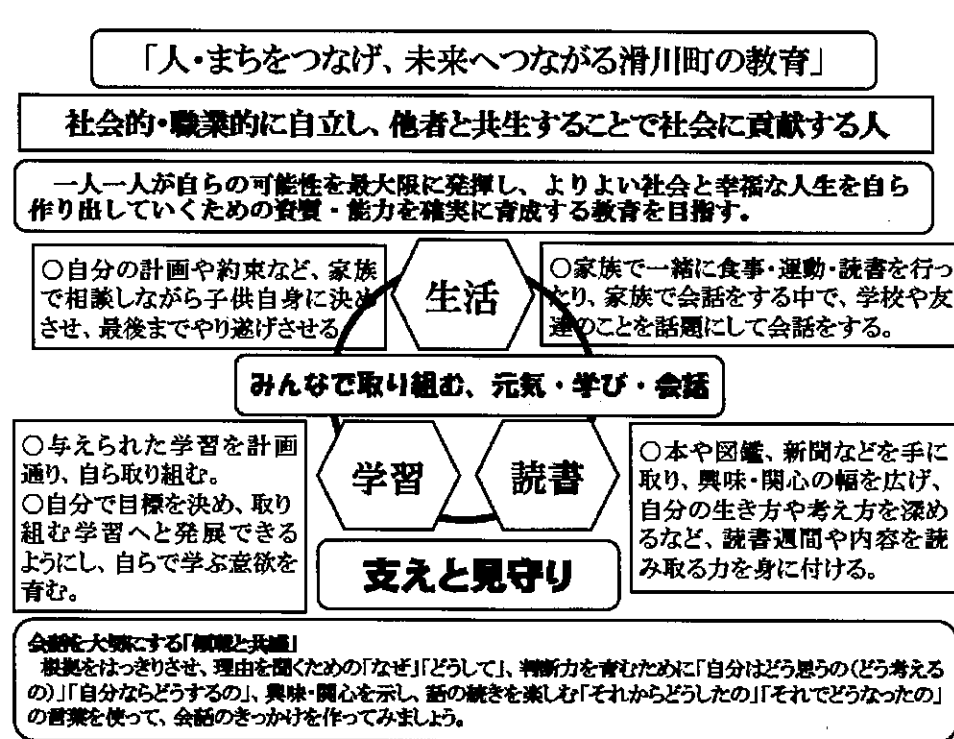 「人・まちをつなげ、未来へつながる滑川町の教育」
社会的・職業的に自立し、他者と共生することで社会に貢献する人
一人一人が自らの可能性を最大限に発揮し、よりよい社会と幸福な人生を自ら
作り出していくための資質・能力を確実に育成する教育を目指す。
○自分の計画や約束など、家族
で相談しながら子供自身に決め
させ、最後までやり遂げさせる
生活
○家族で一緒に食事・運動・読書を行っ
たり、家族で会話をする中で、学校や友
達のことを話題にして会話をする。
みんなで取り組む、元気・学び・会話
○与えられた学習を計画
通り、自ら取り組む。
○自分で目標を決め、取り
組む学習へと発展できる
ようにし、自らで学ぶ意欲を
育む。
学習
読書
○本や図鑑、新聞などを手に
取り、興味・関心の幅を広げ、
自分の生き方や考え方を深め
るなど、読書週間や内容を読
み取る力を身に付ける。
支えと見守り
会話を大切にする「傾聴と共感」
根拠をはっきりさせ、理由を聞くための「なぜ」「どうして」、判断力を育むために「自分はどう思うの(どう考える
の)」「自分ならどうするの」、興味・関心を示し、話の続きを楽しむ「それからどうしたの」「それでどうなったの」
の言葉を使って、会話のきっかけを作ってみましょう。